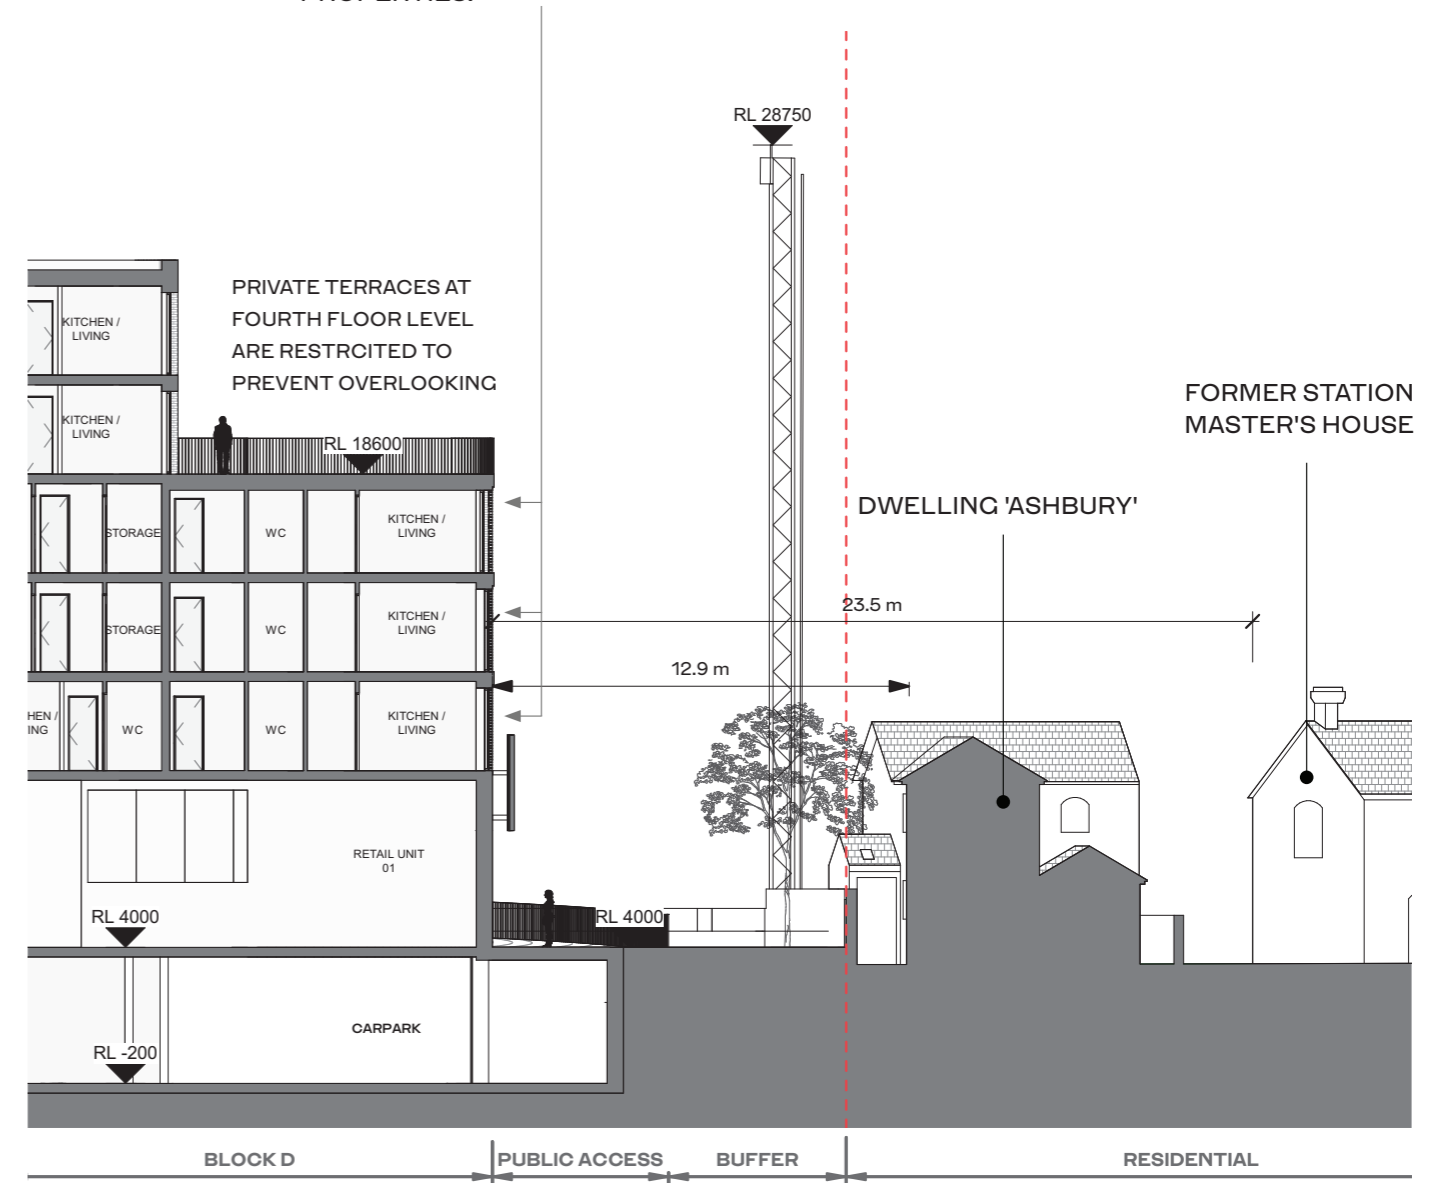 RL 28750
PRIVATE TERRACES AT
FOURTH FLOOR LEVEL
ARE RESTRCITED TO
PREVENT OVERLOOKING
KITCHEN /
LIVING
KITCHEN /
LIVING
FORMER STATION
MASTER'S HOUSE
RL 18600
DWELLING 'ASHBURY'
STORAGE
WC
KITCHEN /
LIVING
23.5 m
STORAGE
WC
KITCHEN /
LIVING
12.9 m
HEN /
ING
WC
WC
KITCHEN /
LIVING
RETAIL UNIT
01
RL 4000
RL 4000
CARPARK
RL -200
BLOCK D
PUBLIC ACCESS
BUFFER
RESIDENTIAL